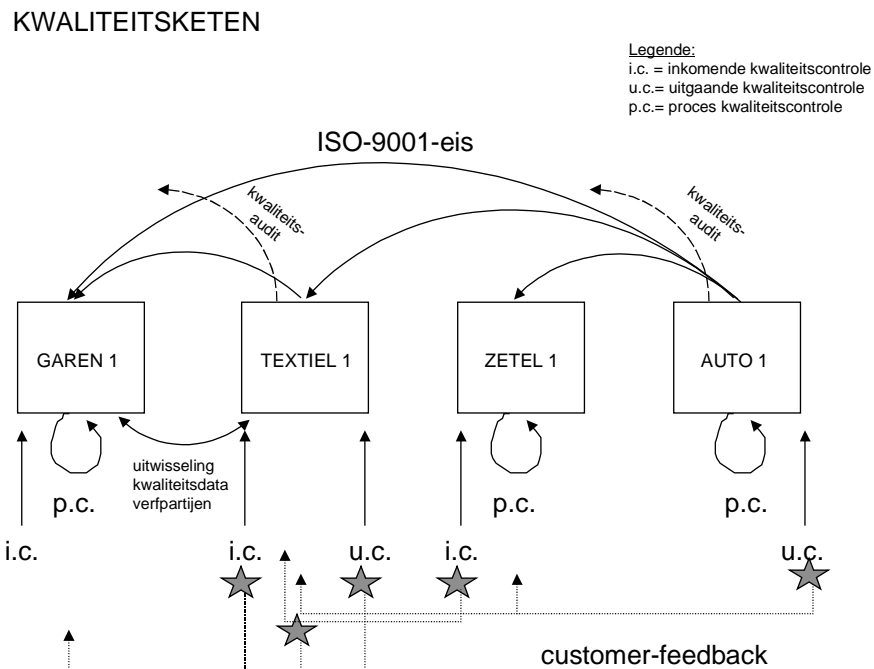 KWALITEITSKETEN
Legende:
i.c. = inkomende kwaliteitscontrole
u.c.= uitgaande kwaliteitscontrole
p.c.= proces kwaliteitscontrole
ISO-9001-eis
kwaliteits-
audit
kwaliteits-
audit
GAREN 1
TEXTIEL 1
ZETEL 1
AUTO 1
uitwisseling
kwaliteitsdata
verfpartijen
p.c.
p.c.
p.c.
i.c.
i.c.
u.c.
i.c.
u.c.
customer-feedback